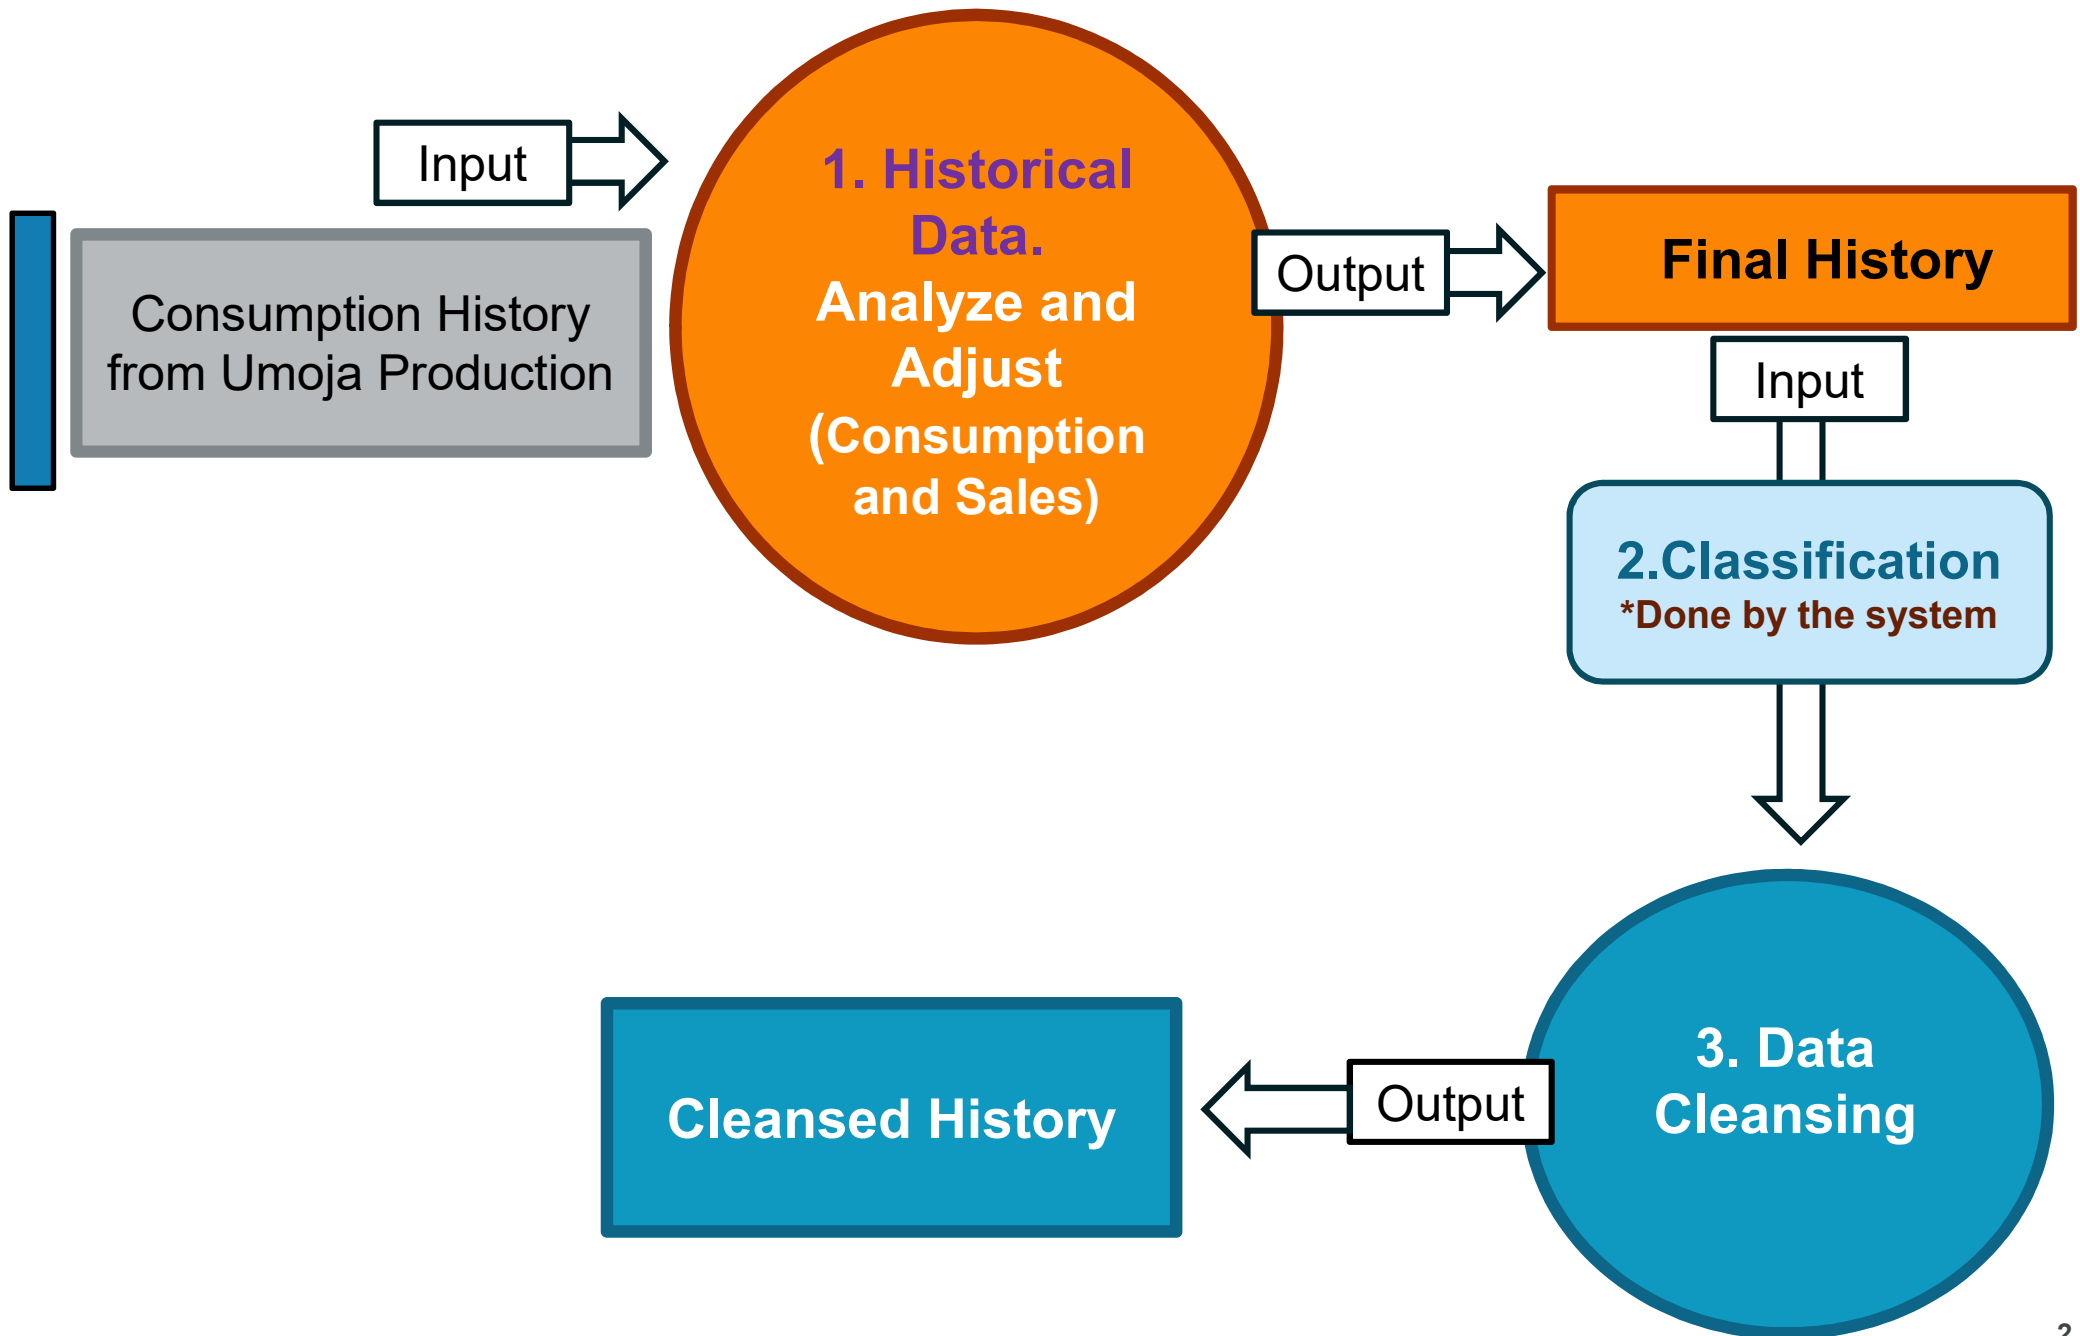 Input
Consumption History
from Umoja Production
1. Historical
Data.
Analyze and
Adjust
(Consumption
and Sales)
Output
Final History
Input
2.Classification
*Done by the system
3. Data
Cleansing
Output
Cleansed History
2